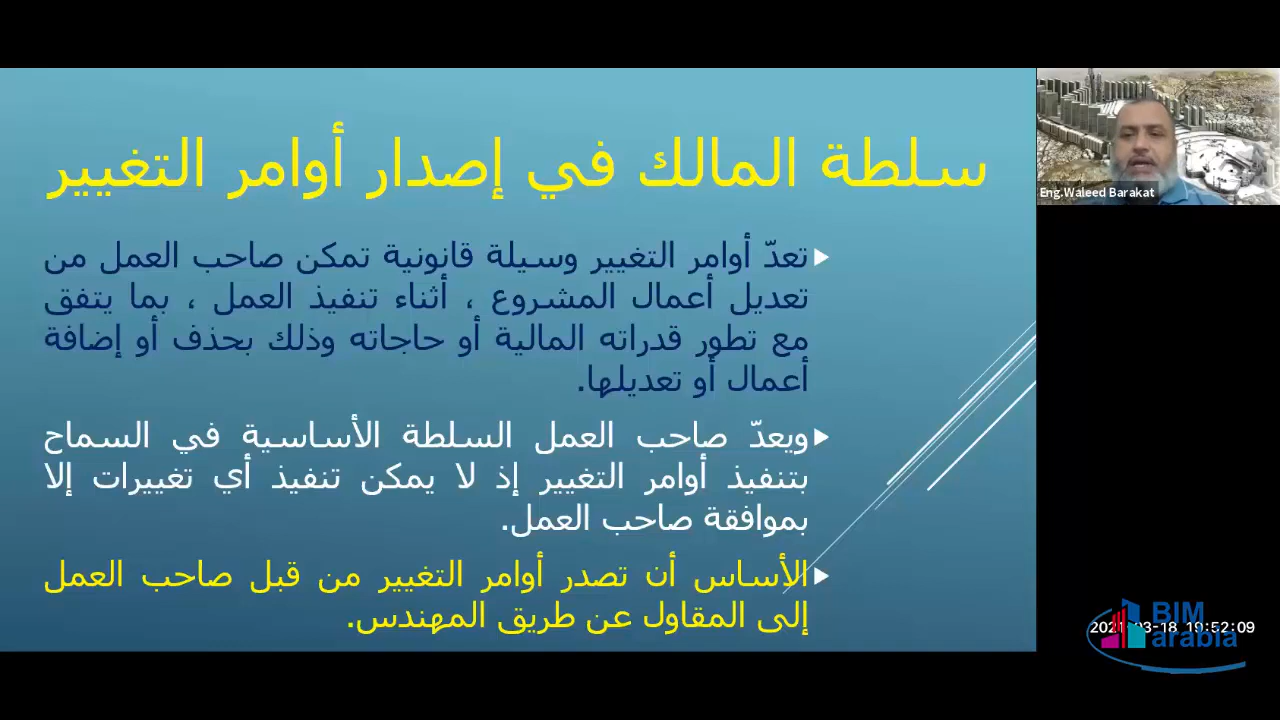 سلطة المالك في إصدار أوامر التغيير
تعدّ أوامر التغيير وسيلة قانونية تمكن صاحب العمل من
تعديل أعمال المشروع ، أثناء تنفيذ العمل ، بما يتفق
مع تطور قدراته المالية أو حاجاته وذلك بحذف أو إضافة
أعمال أو تعديلها.
ويعدّ صاحب العمل السلطة الأساسية في السماح
بتنفيذ أوامر التغيير إذ لا يمكن تنفيذ أي تغييرات إلا
بموافقة صاحب العمل.
الأساس أن تصدر أوامر التغيير من قبل صاحب العمل
إلى المقاول عن طريق المهندس.
Eng.Waleed Barakat
BIM
arabia
19:52:09